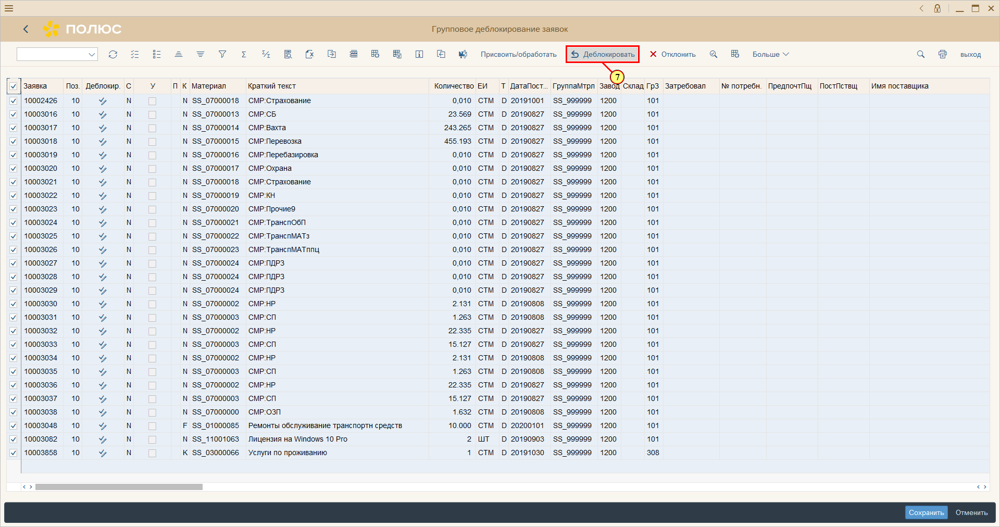 ПОЛЮС
Групповое деблокирование заявок
Присвоить/обработать Деблокировать Отклонить Больше выход
7
Заявка Поз. Деблокир. С У П К Материал Краткий текст Количество ЕИ Т ДатаПост... ГруппаМтрл Завод Склад ГрЗ Затребовал № потребн. ПредпочтПщ ПостПствщ Имя поставщика
10002426 10 N N SS_07000018 СМР:Страхование 0,010 СТМ D 20191001 SS_999999 1200 101
10003016 10 N N SS_07000013 СМР:СБ 23.569 СТМ D 20190827 SS_999999 1200 101
10003017 10 N N SS_07000014 СМР:Вахта 243.265 СТМ D 20190827 SS_999999 1200 101
10003018 10 N N SS_07000015 СМР:Перевозка 455.193 СТМ D 20190827 SS_999999 1200 101
10003019 10 N N SS_07000016 СМР:Перебазировка 0,010 СТМ D 20190827 SS_999999 1200 101
10003020 10 N N SS_07000017 СМР:Охрана 0,010 СТМ D 20190827 SS_999999 1200 101
10003021 10 N N SS_07000018 СМР:Страхование 0,010 СТМ D 20190827 SS_999999 1200 101
10003022 10 N N SS_07000019 СМР:КН 0,010 СТМ D 20190827 SS_999999 1200 101
10003023 10 N N SS_07000020 СМР:Прочие9 0,010 СТМ D 20190827 SS_999999 1200 101
10003024 10 N N SS_07000021 СМР:ТранспОбП 0,010 СТМ D 20190827 SS_999999 1200 101
10003025 10 N N SS_07000022 СМР:ТранспМАТз 0,010 СТМ D 20190827 SS_999999 1200 101
10003026 10 N N SS_07000023 СМР:ТранспМАТппц 0,010 СТМ D 20190827 SS_999999 1200 101
10003027 10 N N SS_07000024 СМР:ПДРЗ 0,010 СТМ D 20190827 SS_999999 1200 101
10003028 10 N N SS_07000024 СМР:ПДРЗ 0,010 СТМ D 20190827 SS_999999 1200 101
10003029 10 N N SS_07000024 СМР:ПДРЗ 0,010 СТМ D 20190827 SS_999999 1200 101
10003030 10 N N SS_07000002 СМР:НР 2.131 СТМ D 20190808 SS_999999 1200 101
10003031 10 N N SS_07000003 СМР:СП 1.263 СТМ D 20190808 SS_999999 1200 101
10003032 10 N N SS_07000002 СМР:НР 22.335 СТМ D 20190827 SS_999999 1200 101
10003033 10 N N SS_07000003 СМР:СП 15.127 СТМ D 20190827 SS_999999 1200 101
10003034 10 N N SS_07000002 СМР:НР 2.131 СТМ D 20190808 SS_999999 1200 101
10003035 10 N N SS_07000003 СМР:СП 1.263 СТМ D 20190808 SS_999999 1200 101
10003036 10 N N SS_07000002 СМР:НР 22.335 СТМ D 20190827 SS_999999 1200 101
10003037 10 N N SS_07000003 СМР:СП 15.127 СТМ D 20190827 SS_999999 1200 101
10003038 10 N N SS_07000000 СМР:ОЗП 1.632 СТМ D 20190808 SS_999999 1200 101
10003048 10 N F SS_01000085 Ремонты обслуживание транспортн средств 10.000 СТМ D 20200101 SS_999999 1200 101
10003082 10 N N SS_11001063 Лицензия на Windows 10 Pro 2 ШТ D 20190903 SS_999999 1200 101
10003858 10 N K SS_03000066 Услуги по проживанию 1 СТМ D 20191030 SS_999999 1200 308
Сохранить Отменить